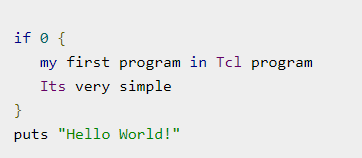 if 0 {
   my first program in Tcl program
   Its very simple
}
puts "Hello World!"